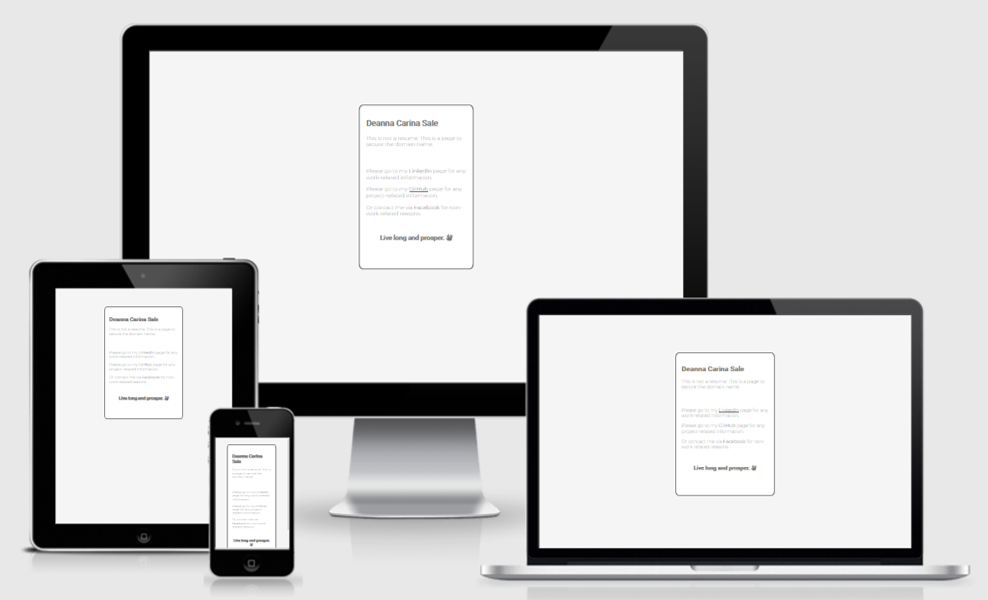 Deanna Carina Sale
This is not a resume. This is a page to
secure the domain name.
Please go to my LinkedIn page for any
work-related information.
Please go to my GitHub page for any
project-related information.
Or contact me via Facebook for non-
work-related reasons.
Live long and prosper. 🖖
Deanna Carina Sale
This is not a resume. This is a page to
secure the domain name.
Please go to my LinkedIn page for any
work-related information.
Please go to my GitHub page for any
project-related information.
Or contact me via Facebook for non-
work-related reasons.
Live long and prosper. 🖖
Deanna Carina
Sale
Live long and prosper.
🖖
Deanna Carina Sale
This is not a resume. This is a page to
secure the domain name.
Please go to my LinkedIn page for any
work-related information.
Please go to my GitHub page for any
project-related information.
Or contact me via Facebook for non-
work-related reasons.
Live long and prosper. 🖖